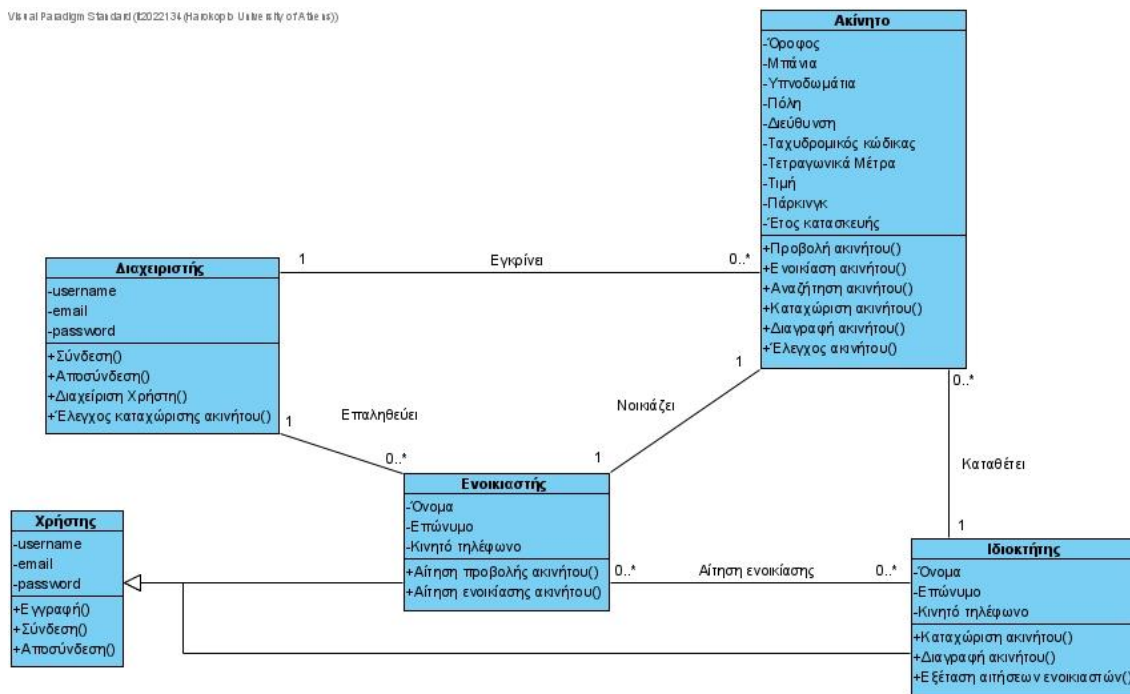 Visual Paradigm Standard(it2022134(Harokopio University of Athens))
Ακίνητο
-Όροφος
-Μπάνια
-Υπνοδωμάτια
-Πόλη
-Διεύθυνση
-Ταχυδρομικός κώδικας
-Τετραγωνικά Μέτρα
-Τιμή
-Πάρκινγκ
-Έτος κατασκευής
+Προβολή ακινήτου()
+Ενοικίαση ακινήτου()
+Αναζήτηση ακινήτου()
+Καταχώριση ακινήτου()
+Διαγραφή ακινήτου()
+Έλεγχος ακινήτου()
1
Εγκρίνει
0..*
Διαχειριστής
-username
-email
-password
+Σύνδεση()
+Αποσύνδεση()
+Διαχείριση Χρήστη()
+Έλεγχος καταχώρισης ακινήτου()
1
Επαληθεύει
0..*
1
Νοικιάζει
1
0..*
Καταθέτει
1
Ενοικιαστής
-Όνομα
-Επώνυμο
-Κινητό τηλέφωνο
+Αίτηση προβολής ακινήτου()
+Αίτηση ενοικίασης ακινήτου()
0..*
Αίτηση ενοικίασης
0..*
Χρήστης
-username
-email
-password
+Εγγραφή()
+Σύνδεση()
+Αποσύνδεση()
Ιδιοκτήτης
-Όνομα
-Επώνυμο
-Κινητό τηλέφωνο
+Καταχώριση ακινήτου()
+Διαγραφή ακινήτου()
+Εξέταση αιτήσεων ενοικιαστών()